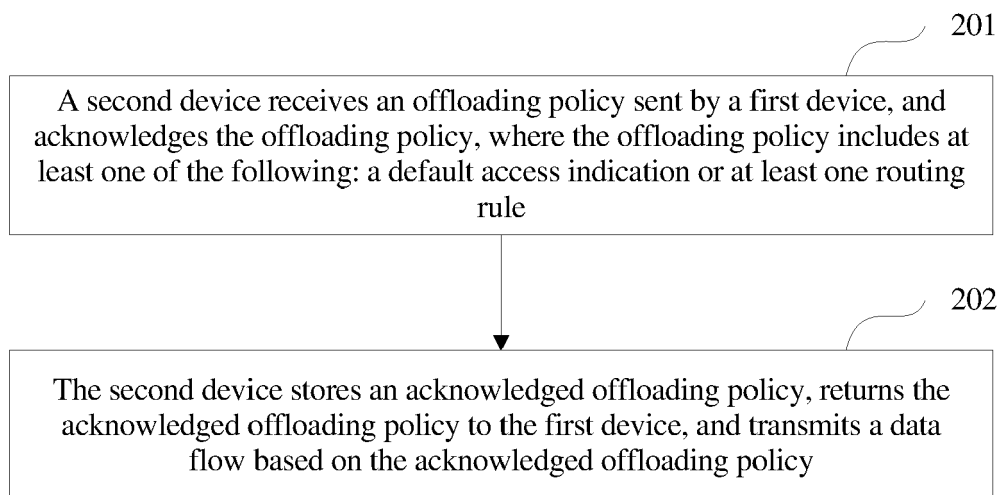 201
A second device receives an offloading policy sent by a first device, and
acknowledges the offloading policy, where the offloading policy includes at
least one of the following: a default access indication or at least one routing
rule
202
The second device stores an acknowledged offloading policy, returns the
acknowledged offloading policy to the first device, and transmits a data
flow based on the acknowledged offloading policy